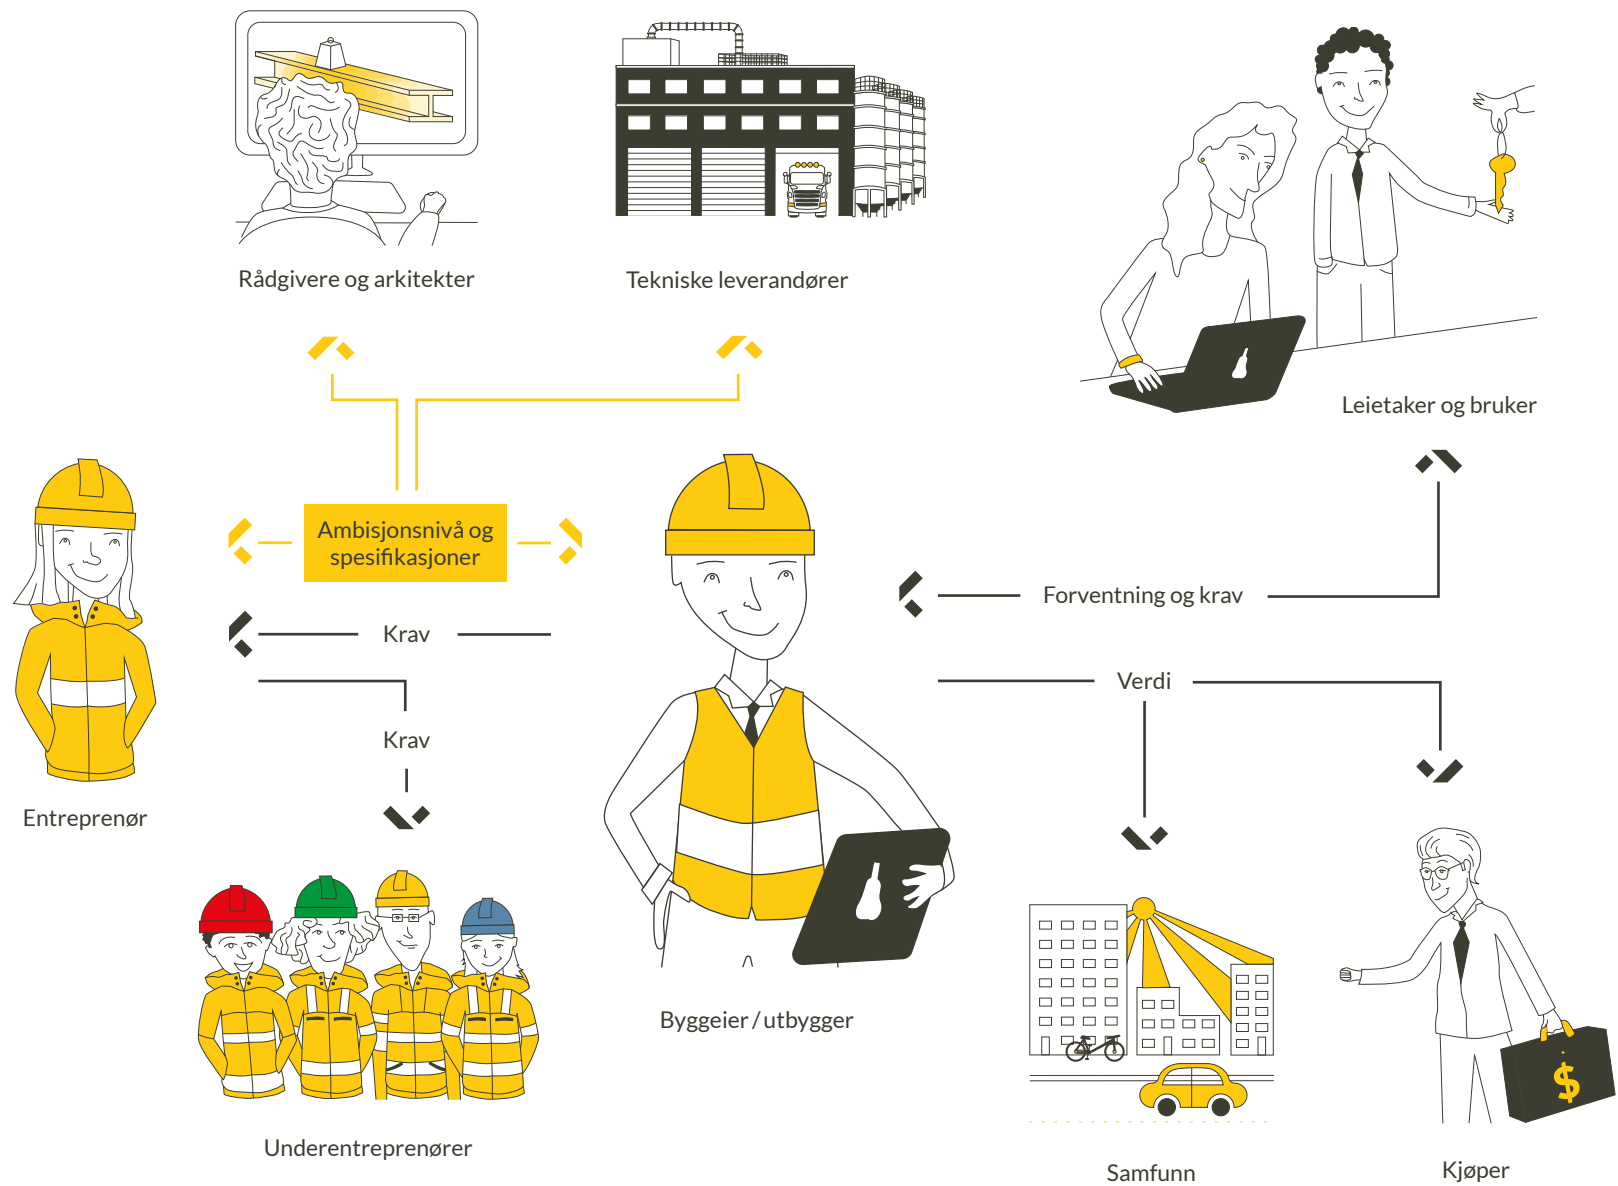 Rådgivere og arkitekter
Tekniske leverandører
Leietaker og bruker
Ambisjonsnivå og
spesifikasjoner
Forventning og krav
Krav
Verdi
Krav
Entreprenør
Byggeier / utbygger
$
Underentreprenører
Samfunn
Kjøper